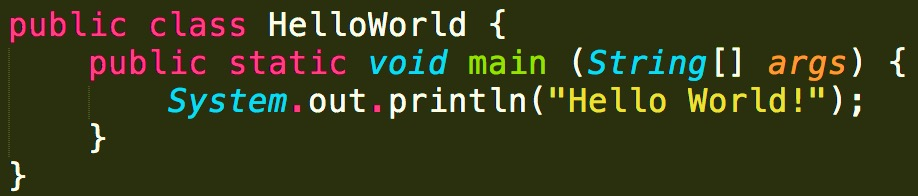 public class HelloWorld {
    public static void main (String[] args) {
        System.out.println("Hello World!");
    }
}